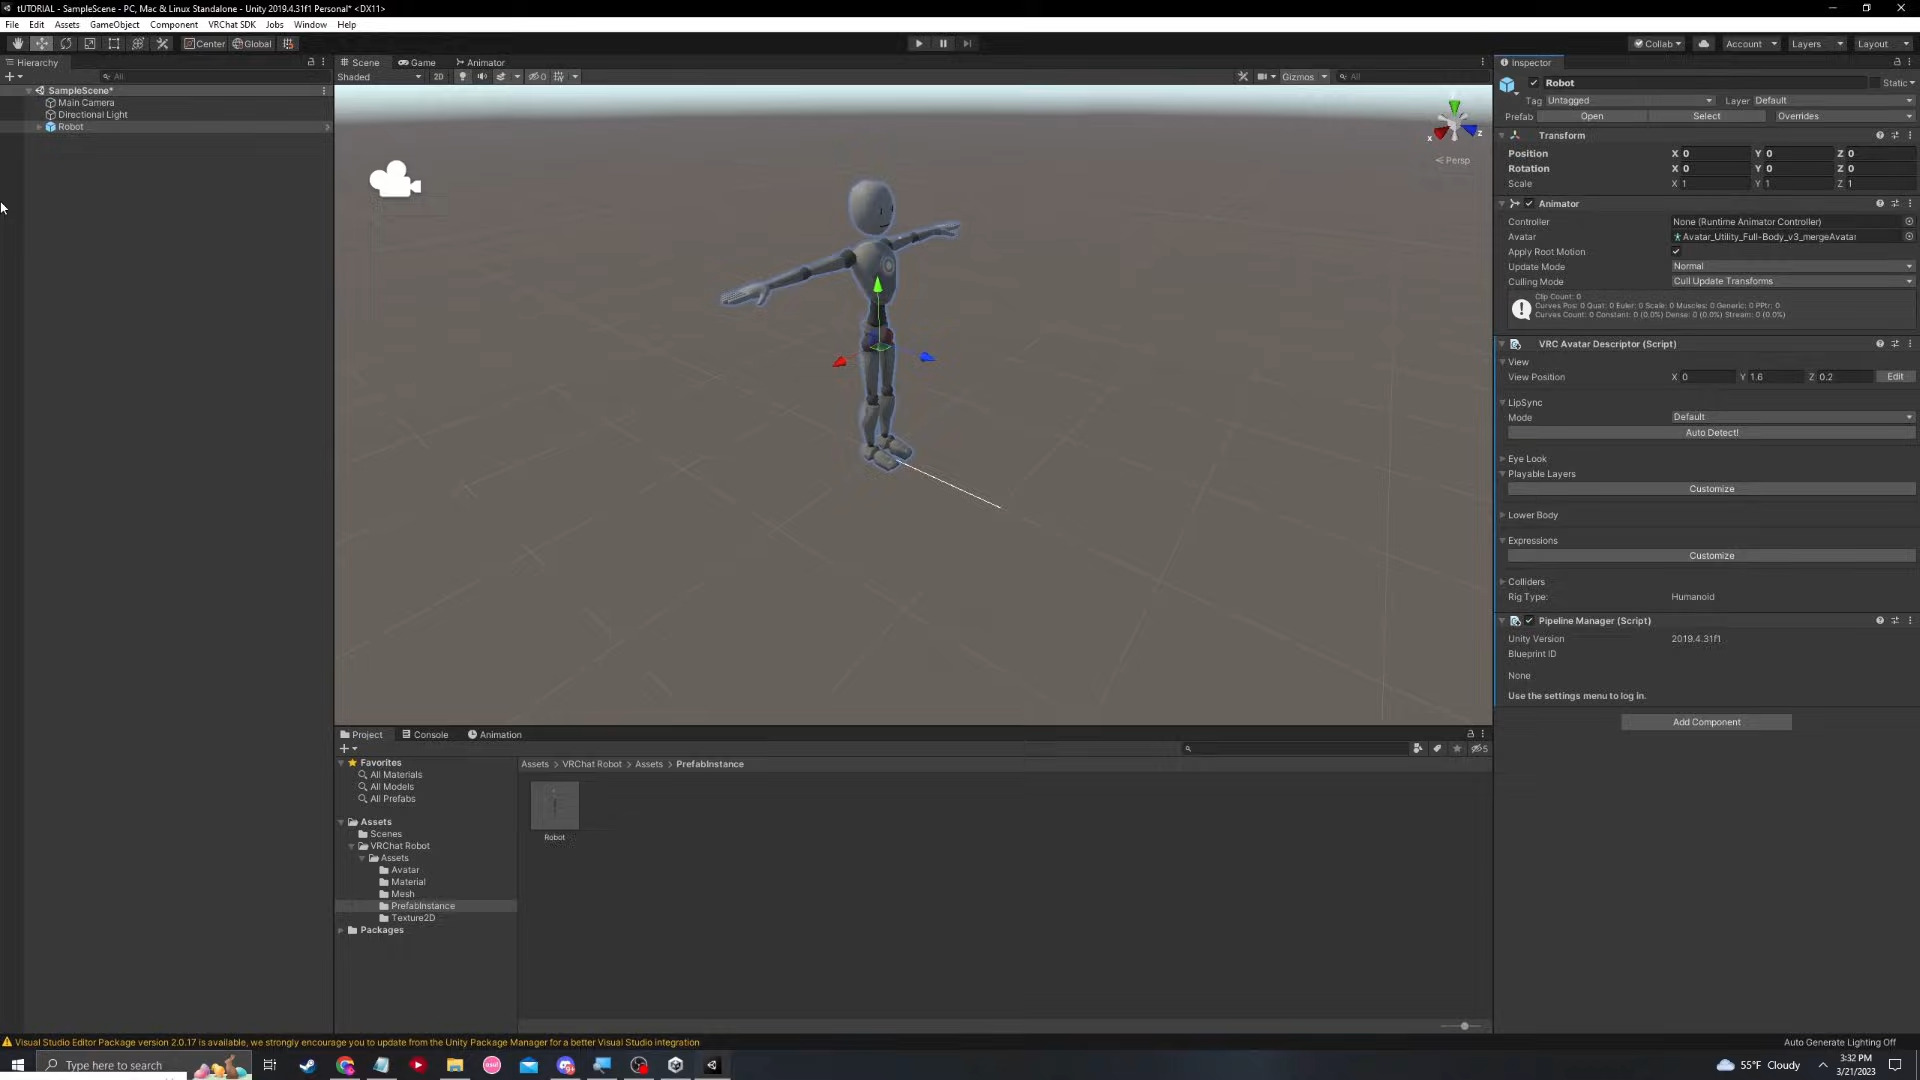 tUTORIAL - SampleScene - PC, Mac & Linux Standalone - Unity 2019.4.31f1 Personal* <DX11>
File Edit Assets GameObject Component VRChat SDK Jobs Window Help
Center Global
Collab Account Layers Layout
Hierarchy
All
SampleScene*
Main Camera
Directional Light
Robot
Scene Game Animator
Shaded 2D 0 Gizmos All
x z
Persp
Inspector
Robot Static
Tag Untagged Layer Default
Prefab Open Select Overrides
Transform
Position X 0 Y 0 Z 0
Rotation X 0 Y 0 Z 0
Scale X 1 Y 1 Z 1
Animator
Controller None (Runtime Animator Controller)
Avatar Avatar_Utility_Full-Body_v3_mergeAvatar
Apply Root Motion
Update Mode Normal
Culling Mode Cull Update Transforms
Clip Count: 0
Curves Pos: 0 Quat: 0 Euler: 0 Scale: 0 Muscles: 0 Generic: 0 PPtr: 0
Curves Count: 0 Constant: 0 (0.0%) Dense: 0 (0.0%) Stream: 0 (0.0%)
VRC Avatar Descriptor (Script)
View
View Position X 0 Y 1.6 Z 0.2 Edit
LipSync
Mode Default
Auto Detect!
Eye Look
Playable Layers
Customize
Lower Body
Expressions
Customize
Colliders
Rig Type: Humanoid
Pipeline Manager (Script)
Unity Version 2019.4.31f1
Blueprint ID
None
Use the settings menu to log in.
Add Component
Project Console Animation
5
Favorites
All Materials
All Models
All Prefabs
Assets
Scenes
VRChat Robot
Assets
Avatar
Material
Mesh
PrefabInstance
Texture2D
Packages
Assets > VRChat Robot > Assets > PrefabInstance
Robot
Visual Studio Editor Package version 2.0.17 is available, we strongly encourage you to update from the Unity Package Manager for a better Visual Studio integration
Auto Generate Lighting Off
Type here to search
55°F Cloudy
3:32 PM
3/21/2023